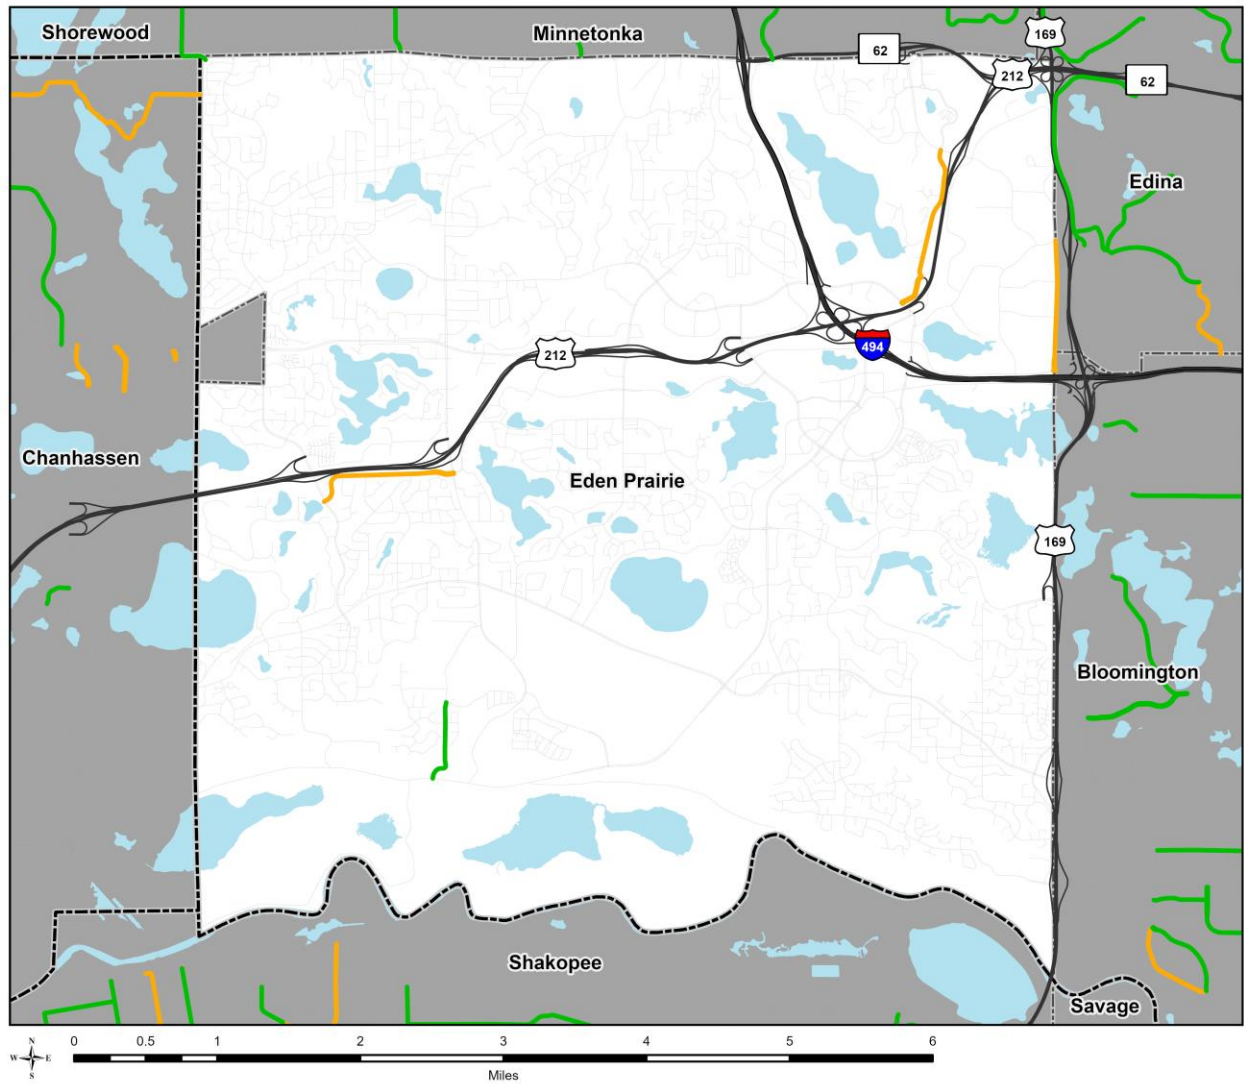 Shorewood
Minnetonka
169
62
212
62
Edina
212
494
Chanhassen
Eden Prairie
169
Bloomington
Shakopee
Savage
N
W E
S
0 0.5 1 2 3 4 5 6
Miles